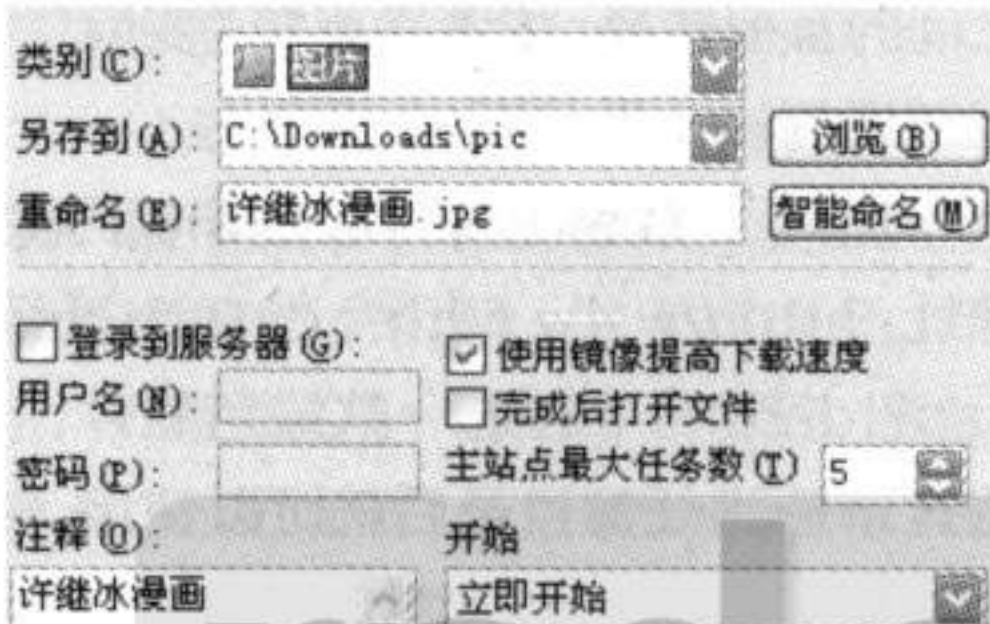 类别(C): 图片
另存到(A): C:\Downloads\pic 浏览(B)
重命名(E): 许继冰漫画.jpg 智能命名(M)
登录到服务器(G):
使用镜像提高下载速度
用户名(N):
完成后打开文件
密码(P):
主站点最大任务数(T) 5
注释(O):
开始
许继冰漫画
立即开始